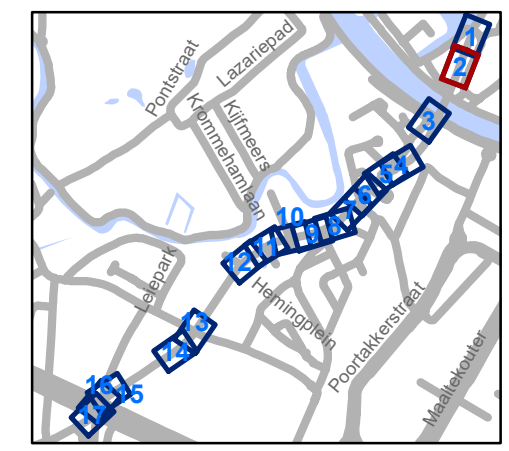 1
2
Lazariepad
Pontstraat
3
Kijfmeers
Krommehamlaan
4
5
6
7
8
9
10
11
12
Leiepark
Hemingplein
Poortakkerstraat
Maaltekouter
13
14
15
16
17